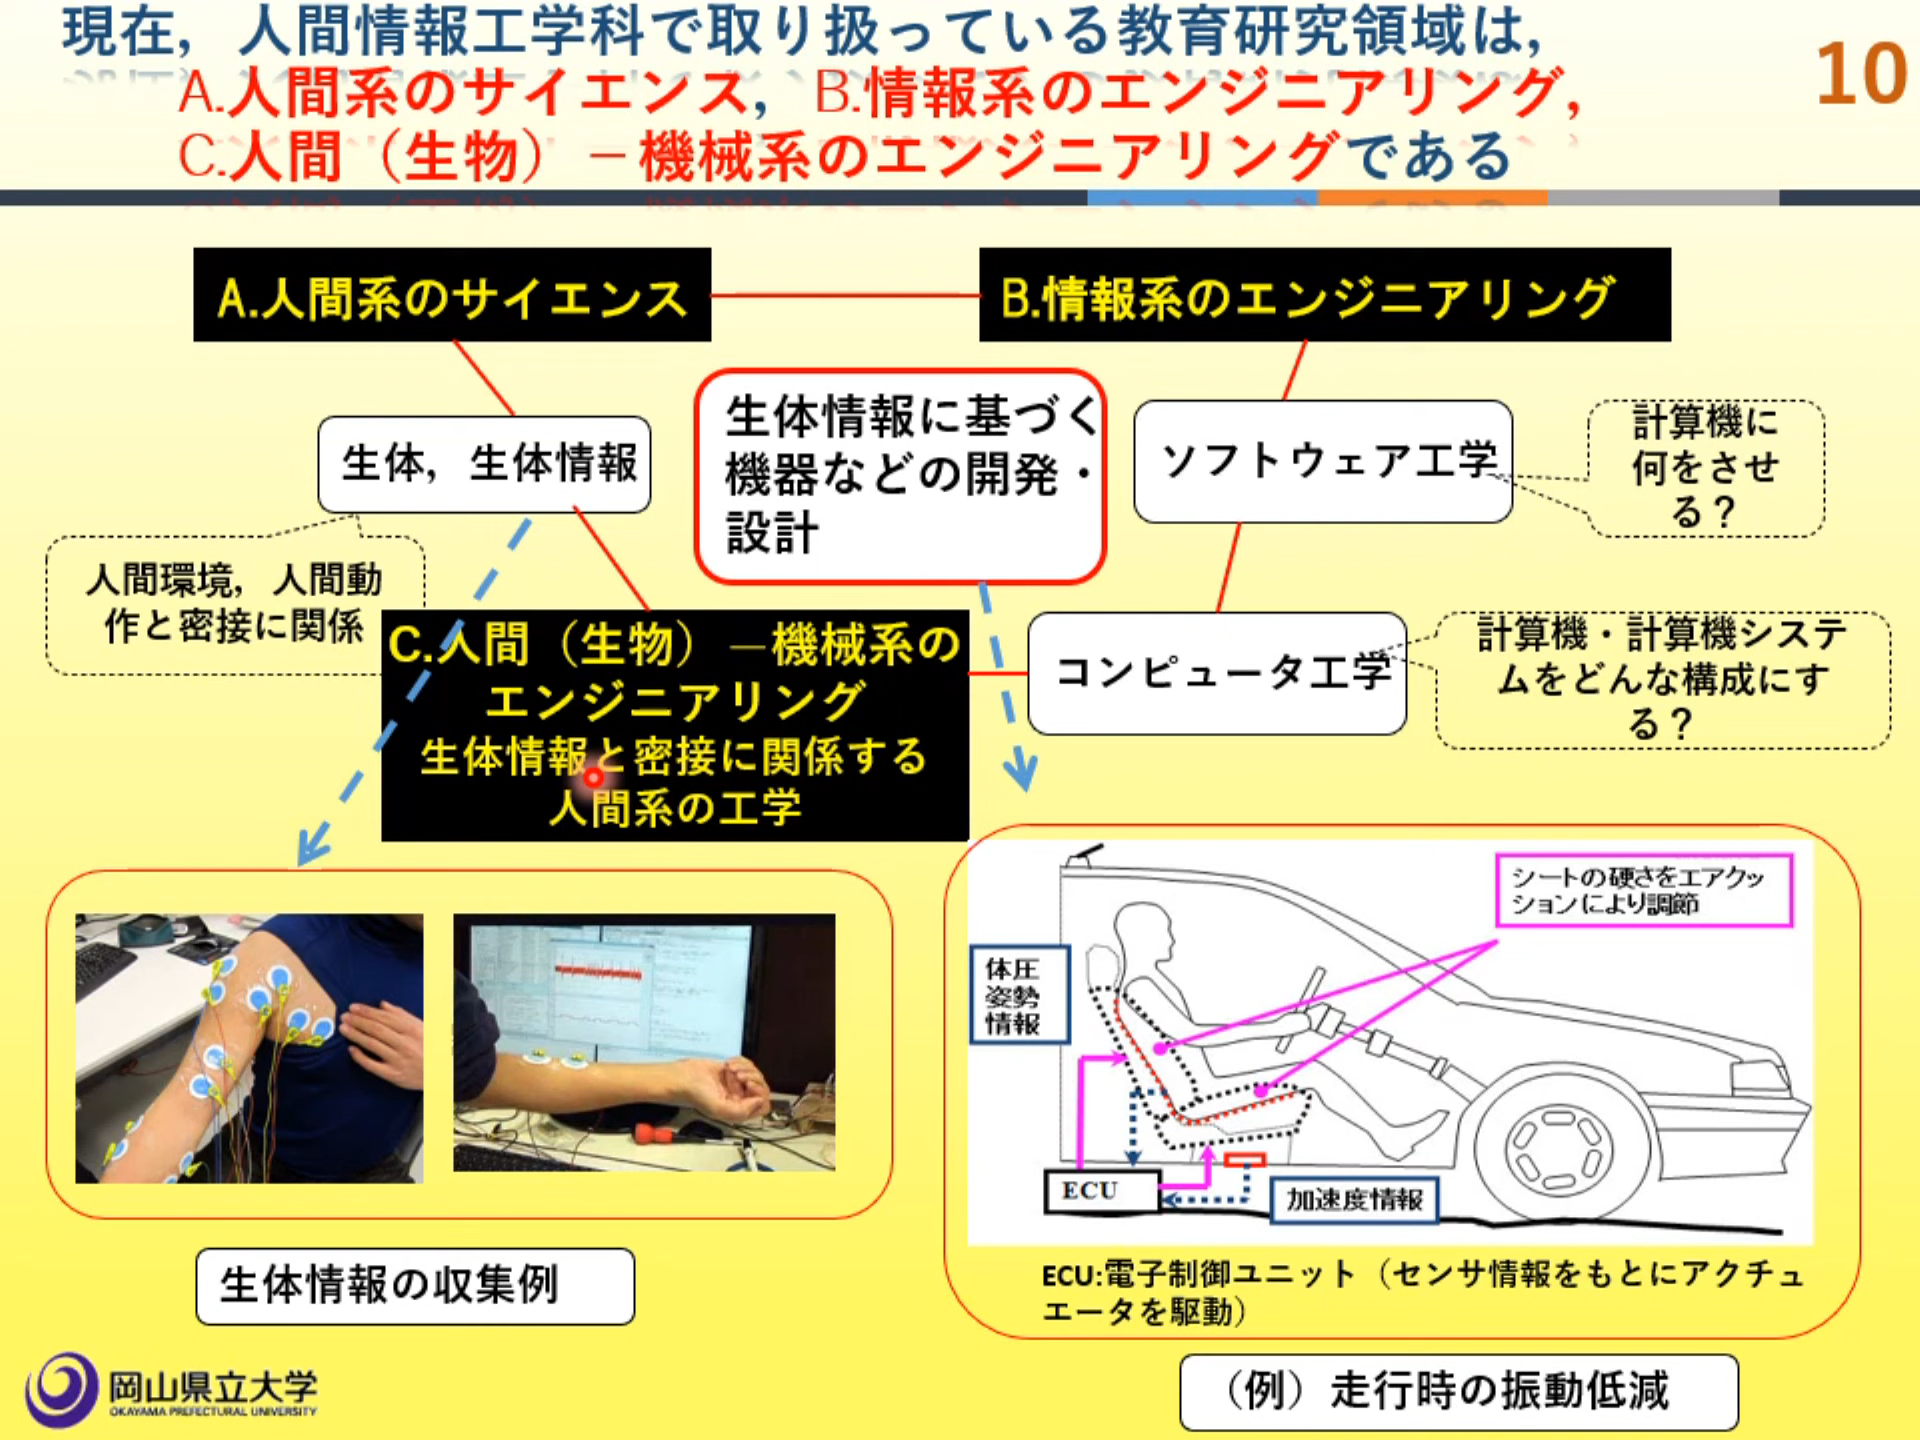 現在，人間情報工学科で取り扱っている教育研究領域は，
A.人間系のサイエンス，B.情報系のエンジニアリング，
C.人間（生物）－機械系のエンジニアリングである
10
A.人間系のサイエンス
B.情報系のエンジニアリング
生体，生体情報
生体情報に基づく
機器などの開発・
設計
ソフトウェア工学
計算機に
何をさせ
る？
人間環境，人間動
作と密接に関係
C.人間（生物）－機械系の
エンジニアリング
生体情報と密接に関係する
人間系の工学
コンピュータ工学
計算機・計算機システ
ムをどんな構成にす
る？
シートの硬さをエアクッ
ションにより調節
体圧
姿勢
情報
ECU
加速度情報
ECU:電子制御ユニット（センサ情報をもとにアクチュ
エータを駆動）
生体情報の収集例
（例）走行時の振動低減
岡山県立大学
OKAYAMA PREFECTURAL UNIVERSITY